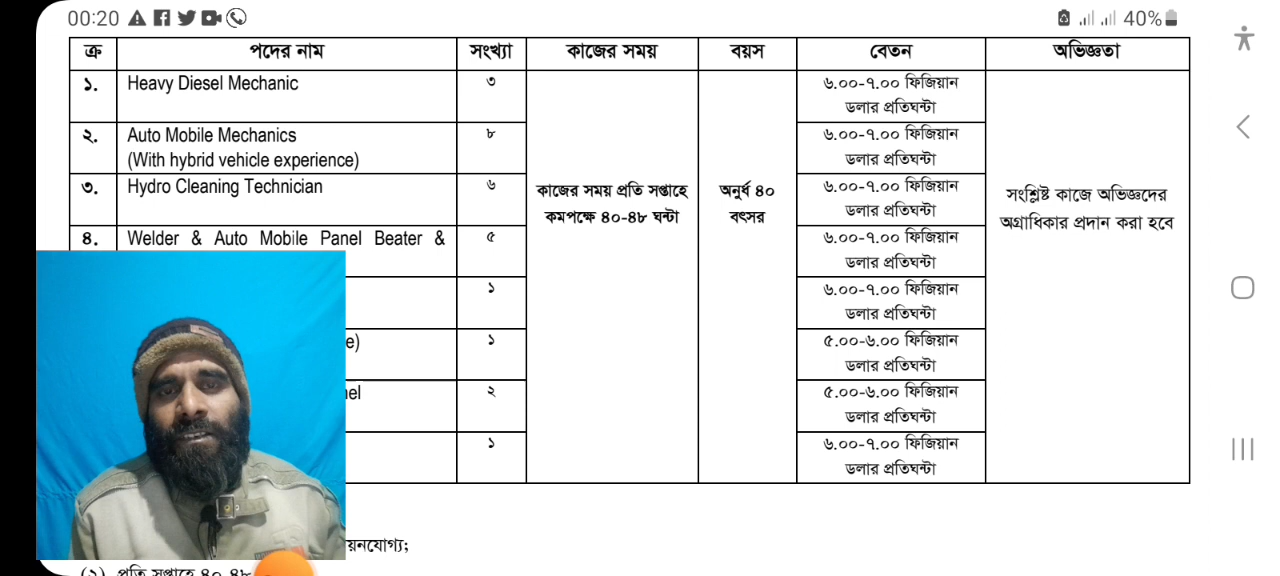 00:20
40%
ক্র পদের নাম সংখ্যা কাজের সময় বয়স বেতন অভিজ্ঞতা
১. Heavy Diesel Mechanic ৩ ৬.০০-৭.০০ ফিজিয়ান
ডলার প্রতিঘন্টা
২. Auto Mobile Mechanics ৮ ৬.০০-৭.০০ ফিজিয়ান
(With hybrid vehicle experience) ডলার প্রতিঘন্টা
৩. Hydro Cleaning Technician ৬ ৬.০০-৭.০০ ফিজিয়ান
ডলার প্রতিঘন্টা
কাজের সময় প্রতি সপ্তাহে
কমপক্ষে ৪০-৪৮ ঘন্টা
অনুর্ধ ৪০
বৎসর
সংশ্লিষ্ট কাজে অভিজ্ঞদের
অগ্রাধিকার প্রদান করা হবে
৪. Welder & Auto Mobile Panel Beater & ৫ ৬.০০-৭.০০ ফিজিয়ান
ডলার প্রতিঘন্টা
১ ৬.০০-৭.০০ ফিজিয়ান
ডলার প্রতিঘন্টা
১ ৫.০০-৬.০০ ফিজিয়ান
ডলার প্রতিঘন্টা
২ ৫.০০-৬.০০ ফিজিয়ান
ডলার প্রতিঘন্টা
১ ৬.০০-৭.০০ ফিজিয়ান
ডলার প্রতিঘন্টা
(২) প্রতি সপ্তাহে ৪০-৪৮